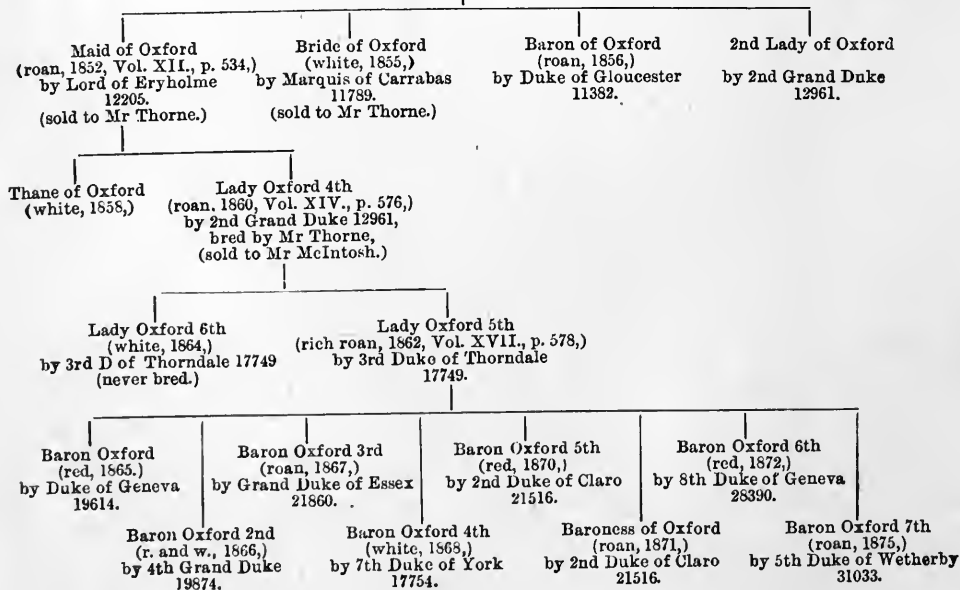 Maid of Oxford
(roan, 1852, Vol. XII., p. 534,)
by Lord of Eryholme
12205.
(sold to Mr Thorne.)
Bride of Oxford
(white, 1855,)
by Marquis of Carrabas
11789.
(sold to Mr Thorne.)
Baron of Oxford
(roan, 1856,)
by Duke of Gloucester
11382.
2nd Lady of Oxford
by 2nd Grand Duke
12961.
Thane of Oxford
(white, 1858,)
Lady Oxford 4th
(roan. 1860, Vol. XIV., p. 576,)
by 2nd Grand Duke 12961,
bred by Mr Thorne,
(sold to Mr McIntosh.)
Lady Oxford 6th
(white, 1864,)
by 3rd D of Thorndale 17749
(never bred.)
Lady Oxford 5th
(rich roan, 1862, Vol. XVII., p. 578,)
by 3rd Duke of Thorndale
17749.
Baron Oxford
(red, 1865.)
by Duke of Geneva
19614.
Baron Oxford 2nd
(r. and w., 1866,)
by 4th Grand Duke
19874.
Baron Oxford 3rd
(roan, 1867,)
by Grand Duke of Essex
21860.
Baron Oxford 4th
(white, 1868,)
by 7th Duke of York
17754.
Baron Oxford 5th
(red, 1870,)
by 2nd Duke of Claro
21516.
Baroness of Oxford
(roan, 1871,)
by 2nd Duke of Claro
21516.
Baron Oxford 6th
(red, 1872,)
by 8th Duke of Geneva
28390.
Baron Oxford 7th
(roan, 1875,)
by 5th Duke of Wetherby
31033.